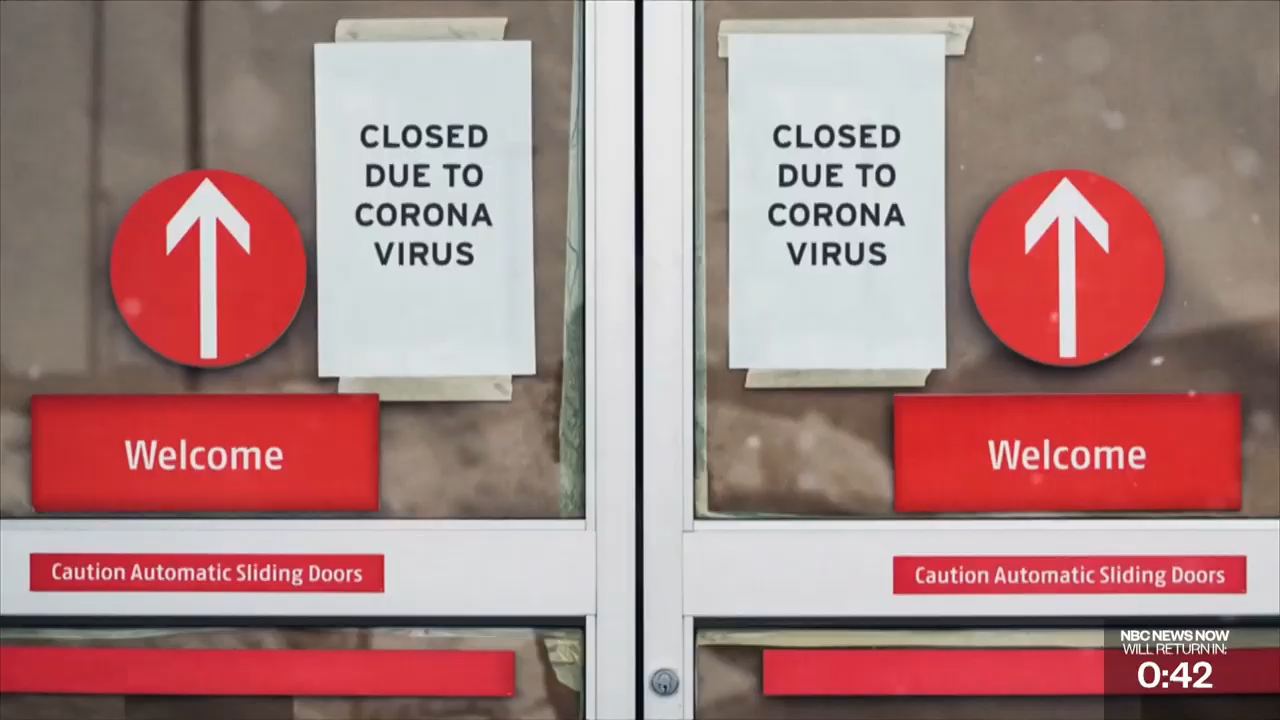 CLOSED
DUE TO
CORONA
VIRUS
CLOSED
DUE TO
CORONA
VIRUS
Welcome
Welcome
Caution Automatic Sliding Doors
Caution Automatic Sliding Doors
NBC NEWS NOW
WILL RETURN IN:
0:42